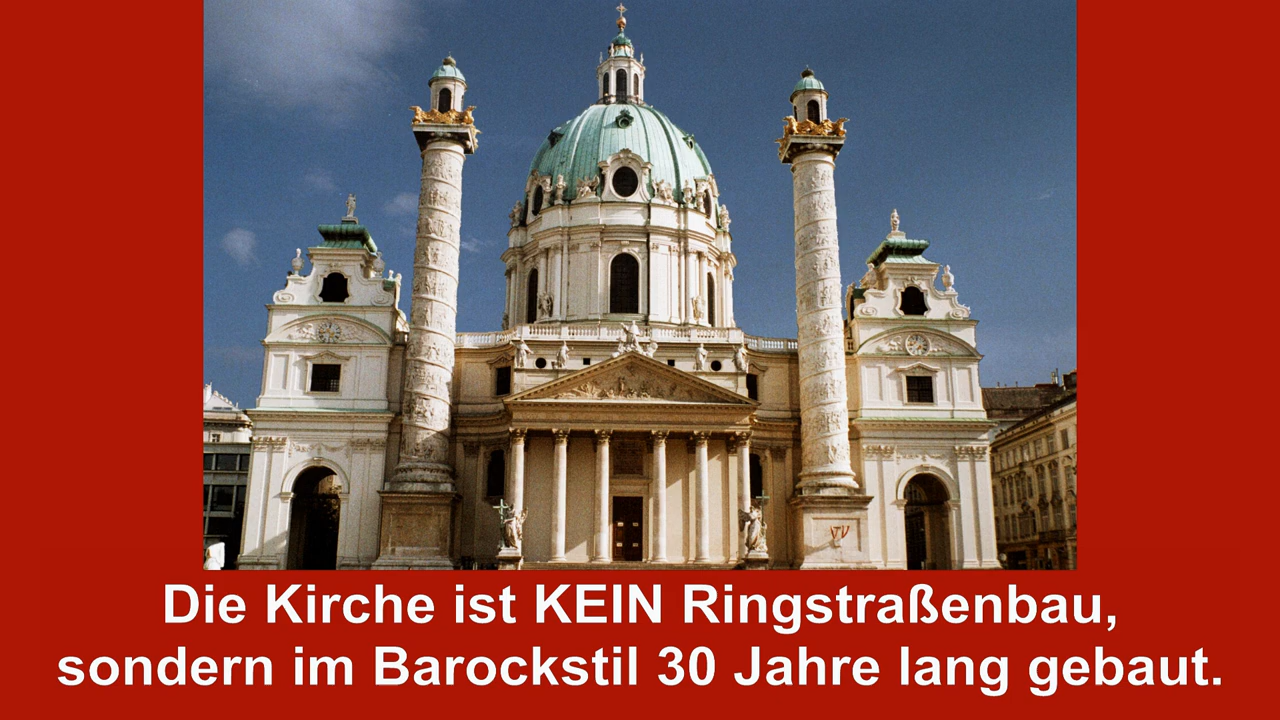 Die Kirche ist KEIN Ringstraßenbau,
sondern im Barockstil 30 Jahre lang gebaut.